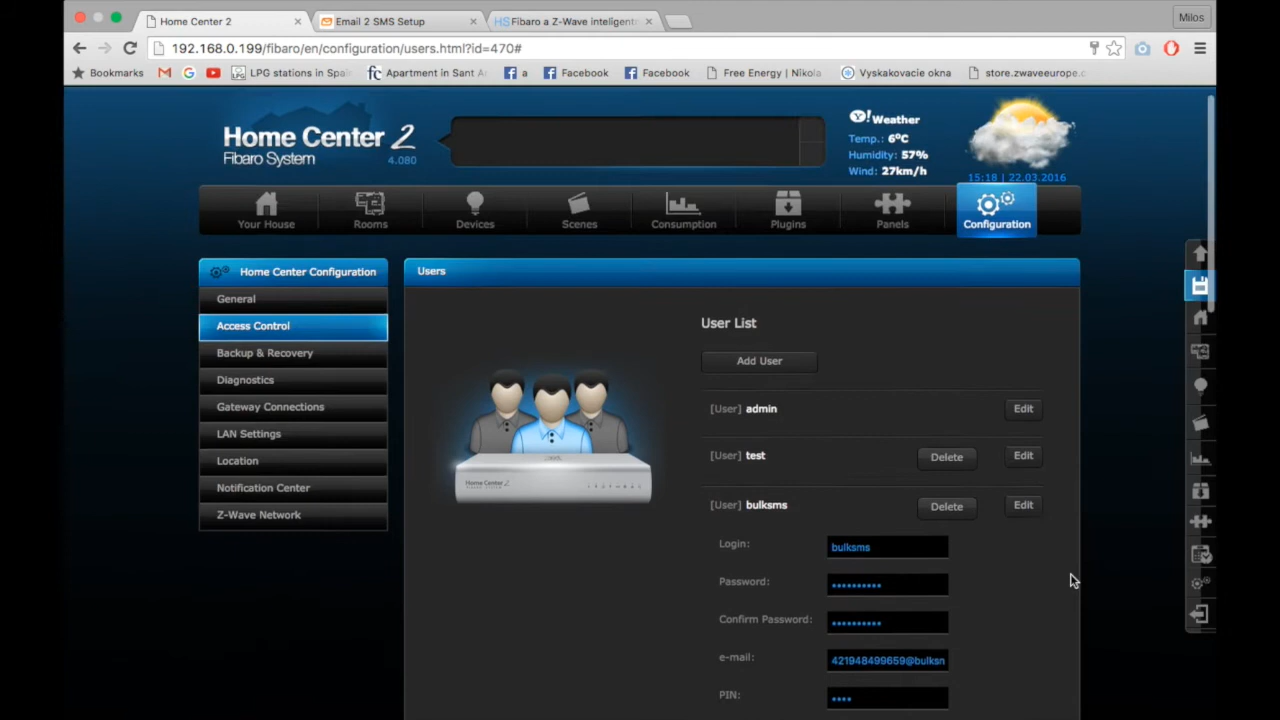 Home Center 2
Email 2 SMS Setup
Fibaro a Z-Wave inteligentn
Milos
192.168.0.199/fibaro/en/configuration/users.html?id=470#
Bookmarks
LPG stations in Spai
Apartment in Sant A
a
Facebook
Facebook
Free Energy | Nikola
Vyskakovacie okna
store.zwaveeurope.c
Home Center 2
Fibaro System
4.080
Y! Weather
Temp.: 6°C
Humidity: 57%
Wind: 27km/h
15:18 | 22.03.2016
Your House
Rooms
Devices
Scenes
Consumption
Plugins
Panels
Configuration
Home Center Configuration
General
Access Control
Backup & Recovery
Diagnostics
Gateway Connections
LAN Settings
Location
Notification Center
Z-Wave Network
Users
User List
Add User
[User] admin
Edit
[User] test
Delete
Edit
[User] bulksms
Delete
Edit
Login:
bulksms
Password:
••••••••••
Confirm Password:
••••••••••
e-mail:
421948499659@bulksn
PIN:
••••
Home Center 2